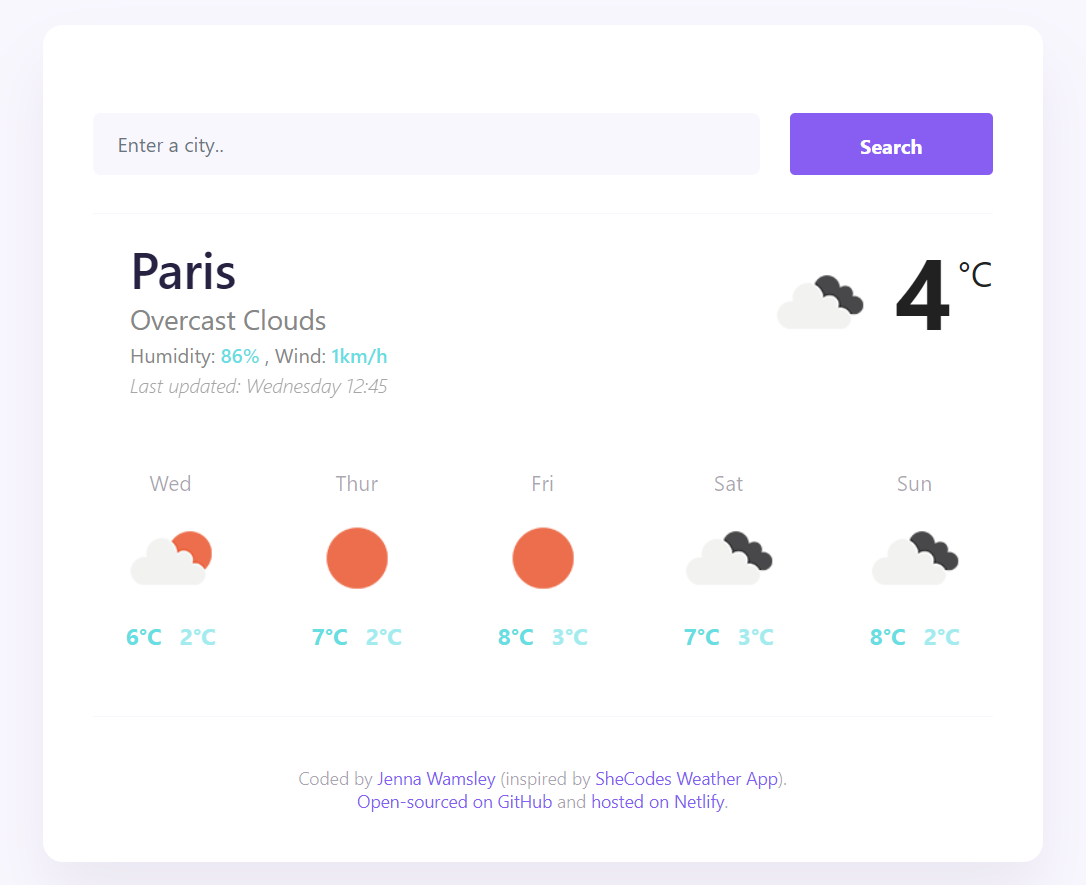 Enter a city..
Search
Paris
4 °C
Overcast Clouds
Humidity: 86% , Wind: 1km/h
Last updated: Wednesday 12:45
Wed Thur Fri Sat Sun
6°C 2°C 7°C 2°C 8°C 3°C 7°C 3°C 8°C 2°C
Coded by Jenna Wamsley (inspired by SheCodes Weather App).
Open-sourced on GitHub and hosted on Netlify.